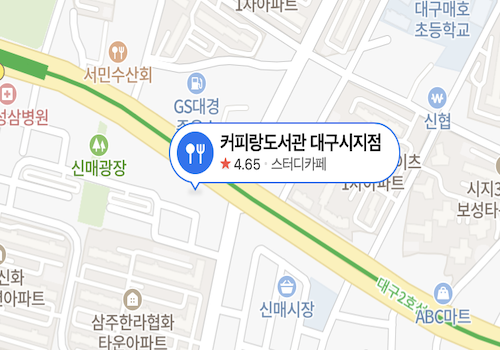 1차아파트
대구매호
초등학교
서민수산회
GS대경
성삼병원
신협
커피랑도서관 대구시지점
4.65 · 스터디카페
신매광장
1차아파트
시지3
보성타
대구2호선
신매시장
ABC마트
신화
아파트
삼주한라협화
타운아파트